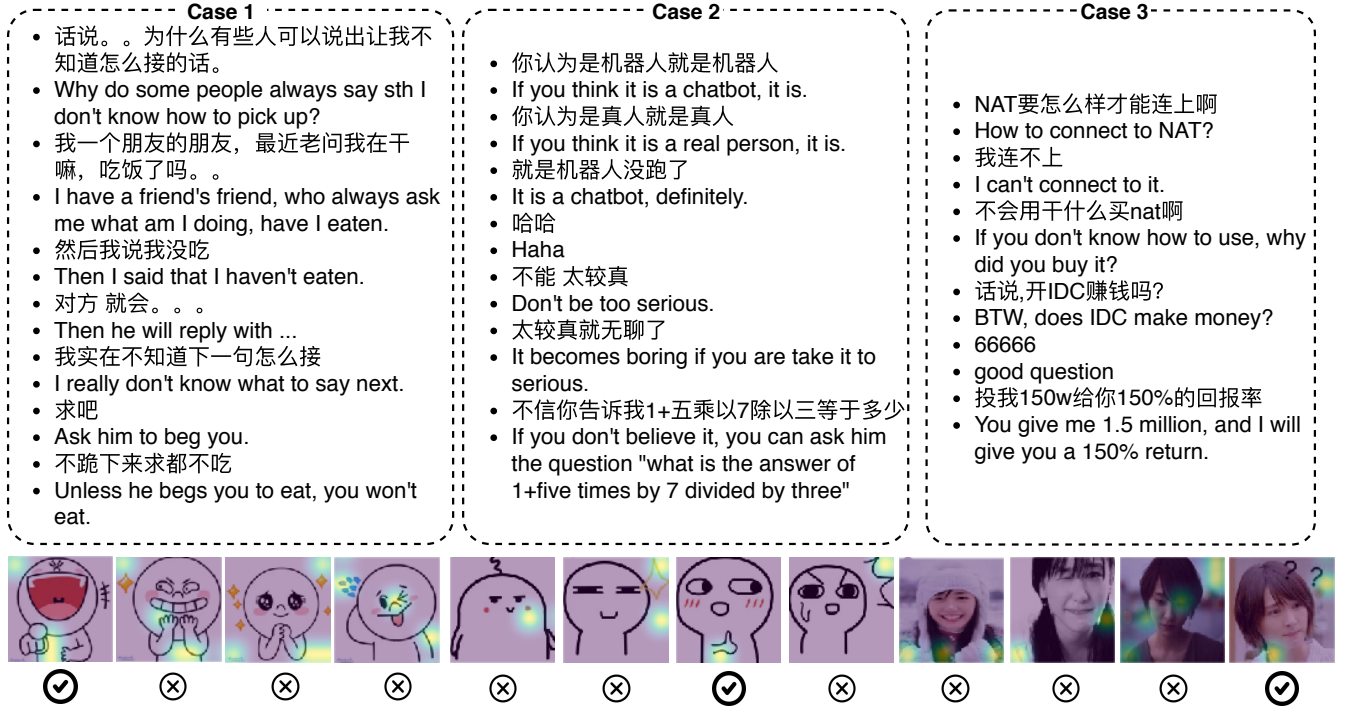 Case 1
话说。。为什么有些人可以说出让我不
知道怎么接的话。
Why do some people always say sth I
don't know how to pick up?
我一个朋友的朋友，最近老问我在干
嘛，吃饭了吗。。
I have a friend's friend, who always ask
me what am I doing, have I eaten.
然后我说我没吃
Then I said that I haven't eaten.
对方 就会。。。
Then he will reply with ...
我实在不知道下一句怎么接
I really don't know what to say next.
求吧
Ask him to beg you.
不跪下来求都不吃
Unless he begs you to eat, you won't
eat.
Case 2
你认为是机器人就是机器人
If you think it is a chatbot, it is.
你认为是真人就是真人
If you think it is a real person, it is.
就是机器人没跑了
It is a chatbot, definitely.
哈哈
Haha
不能 太较真
Don't be too serious.
太较真就无聊了
It becomes boring if you are take it to
serious.
不信你告诉我1+五乘以7除以三等于多少
If you don't believe it, you can ask him
the question "what is the answer of
1+five times by 7 divided by three"
Case 3
NAT要怎么样才能连上啊
How to connect to NAT?
我连不上
I can't connect to it.
不会用干什么买nat啊
If you don't know how to use, why
did you buy it?
话说,开IDC赚钱吗?
BTW, does IDC make money?
66666
good question
投我150w给你150%的回报率
You give me 1.5 million, and I will
give you a 150% return.
? ?